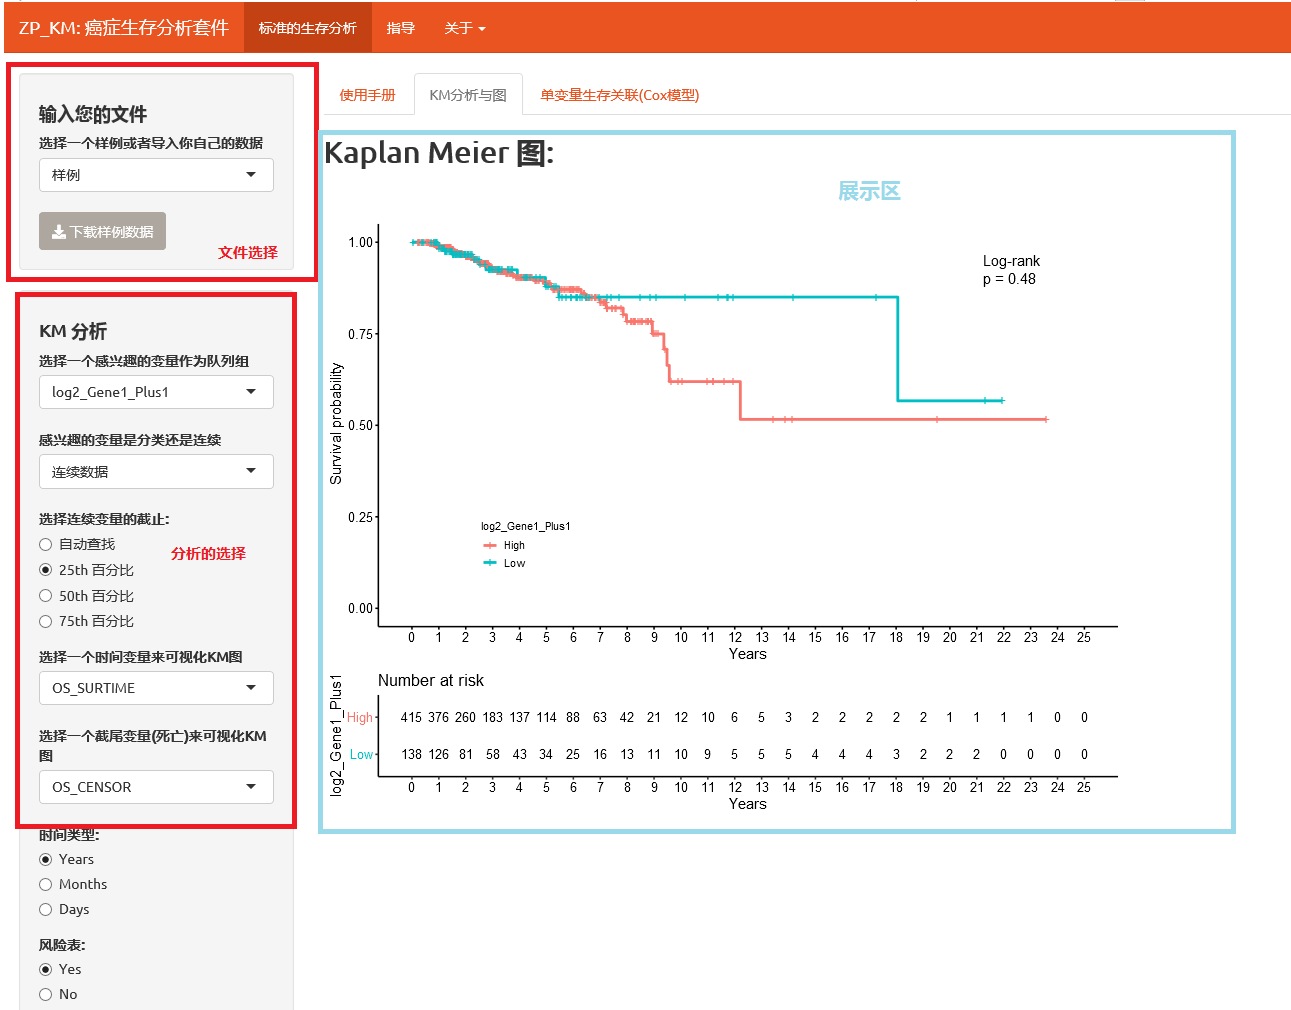 ZP_KM: 癌症生存分析套件 标准的生存分析 指导 关于
输入您的文件
选择一个样例或者导入你自己的数据
样例
下载样例数据
文件选择
KM 分析
选择一个感兴趣的变量作为队列组
log2_Gene1_Plus1
感兴趣的变量是分类还是连续
连续数据
选择连续变量的截止:
自动查找
分析的选择
25th 百分比
50th 百分比
75th 百分比
选择一个时间变量来可视化KM图
OS_SURTIME
选择一个截尾变量(死亡)来可视化KM
图
OS_CENSOR
时间类型:
Years
Months
Days
风险表:
Yes
No
使用手册 KM分析与图 单变量生存关联(Cox模型)
Kaplan Meier 图:
展示区
Survival probability
1.00
0.75
0.50
0.25
0.00
Log-rank
p = 0.48
log2_Gene1_Plus1
High
Low
0 1 2 3 4 5 6 7 8 9 10 11 12 13 14 15 16 17 18 19 20 21 22 23 24 25
Years
Number at risk
log2_Gene1_Plus1
High 415 376 260 183 137 114 88 63 42 21 12 10 6 5 3 2 2 2 2 2 1 1 1 1 0 0
Low 138 126 81 58 43 34 25 16 13 11 10 9 5 5 5 4 4 4 3 2 2 2 0 0 0 0
0 1 2 3 4 5 6 7 8 9 10 11 12 13 14 15 16 17 18 19 20 21 22 23 24 25
Years